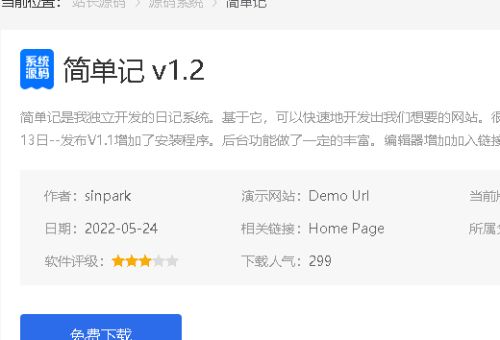 当前位置: 站长源码 > 源码系统 > 简单记
系统
源码
简单记 v1.2
简单记是我独立开发的日记系统。基于它，可以快速地开发出我们想要的网站。很
13日--发布V1.1增加了安装程序。后台功能做了一定的丰富。编辑器增加加入链接
作者：sinpark 演示网站：Demo Url 当前
日期：2022-05-24 相关链接：Home Page 所属
软件评级： 下载人气：299
免费下载